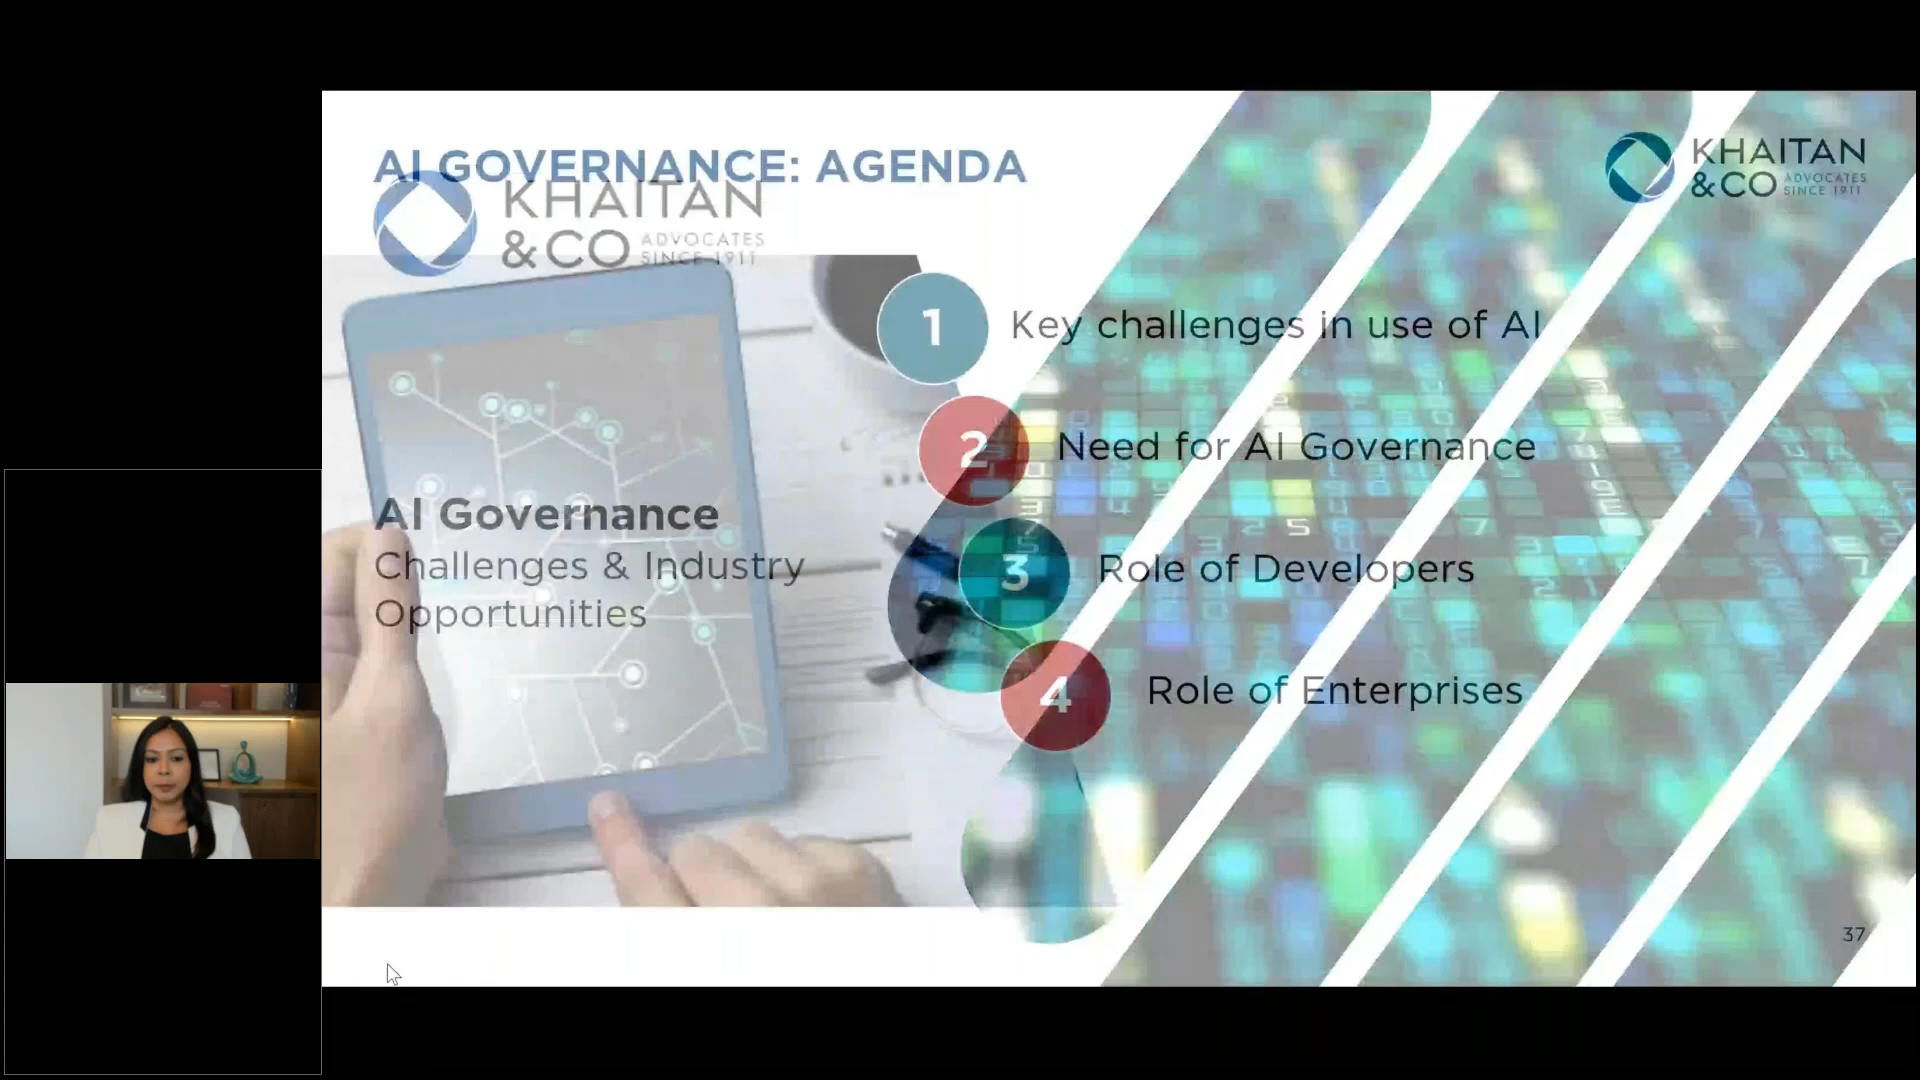 AI GOVERNANCE: AGENDA
KHAITAN
&CO ADVOCATES
SINCE 1911
KHAITAN
&CO ADVOCATES
SINCE 1911
1 Key challenges in use of AI
2 Need for AI Governance
AI Governance
Challenges & Industry
Opportunities
3 Role of Developers
4 Role of Enterprises
37